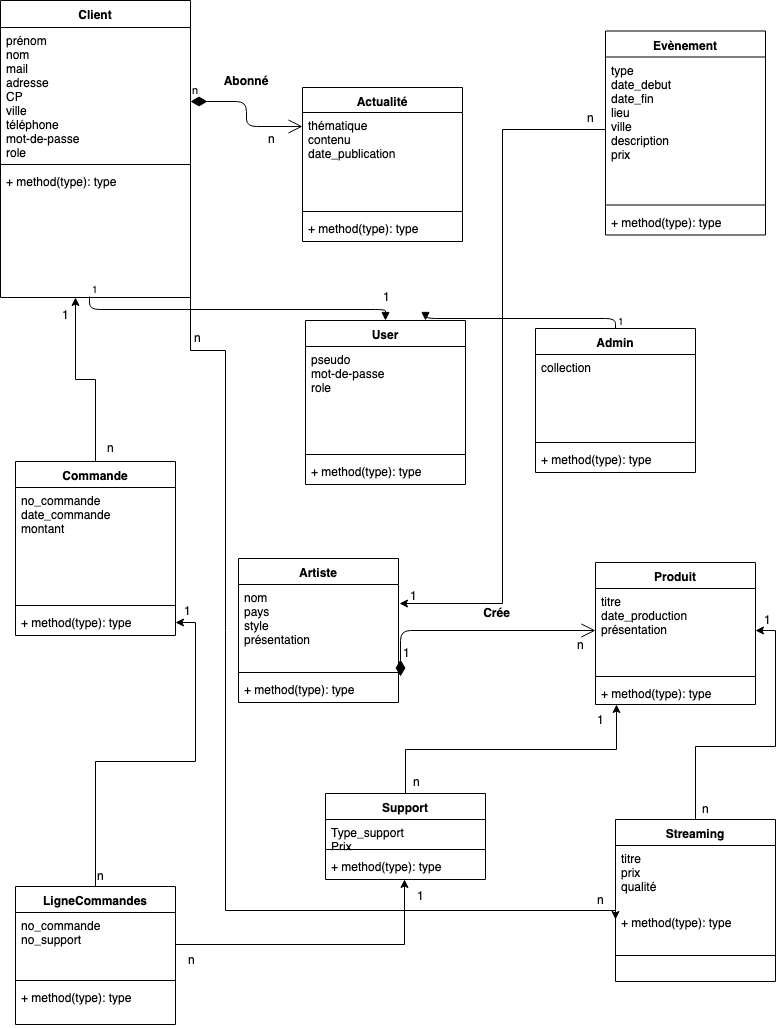 Client
prénom
nom
mail
adresse
CP
ville
téléphone
mot-de-passe
role
+ method(type): type
n
Abonné
n
Actualité
thématique
contenu
date_publication
+ method(type): type
Evènement
type
date_debut
date_fin
lieu
ville
description
prix
+ method(type): type
n
1
1
1
n
User
pseudo
mot-de-passe
role
+ method(type): type
1
Admin
collection
+ method(type): type
n
Commande
no_commande
date_commande
montant
+ method(type): type
1
Artiste
nom
pays
style
présentation
+ method(type): type
1
Crée
1
n
Produit
titre
date_production
présentation
+ method(type): type
1
1
n
Support
Type_support
Prix
+ method(type): type
1
n
Streaming
titre
prix
qualité
+ method(type): type
n
n
LigneCommandes
no_commande
no_support
+ method(type): type
n